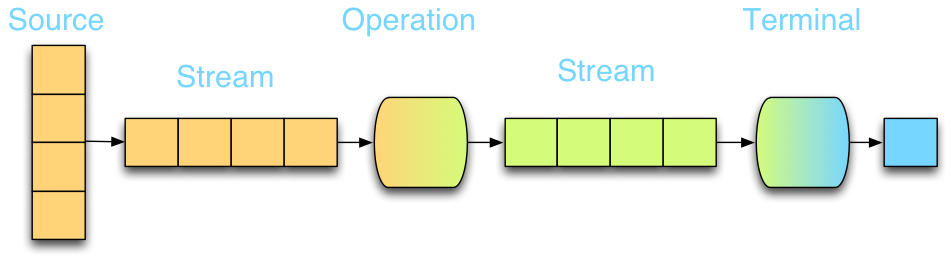 Source
Operation
Terminal
Stream
Stream